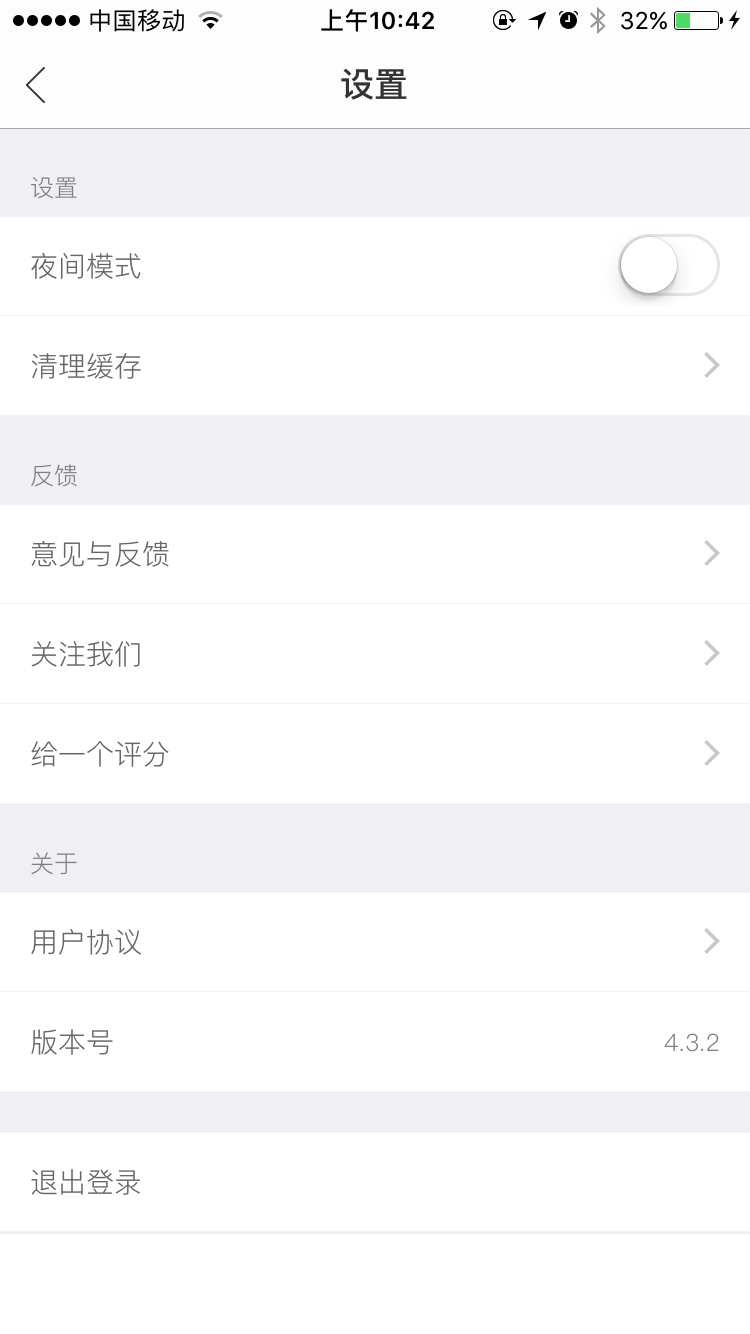 中国移动 上午10:42 32%
设置
设置
夜间模式
清理缓存
反馈
意见与反馈
关注我们
给一个评分
关于
用户协议
版本号 4.3.2
退出登录